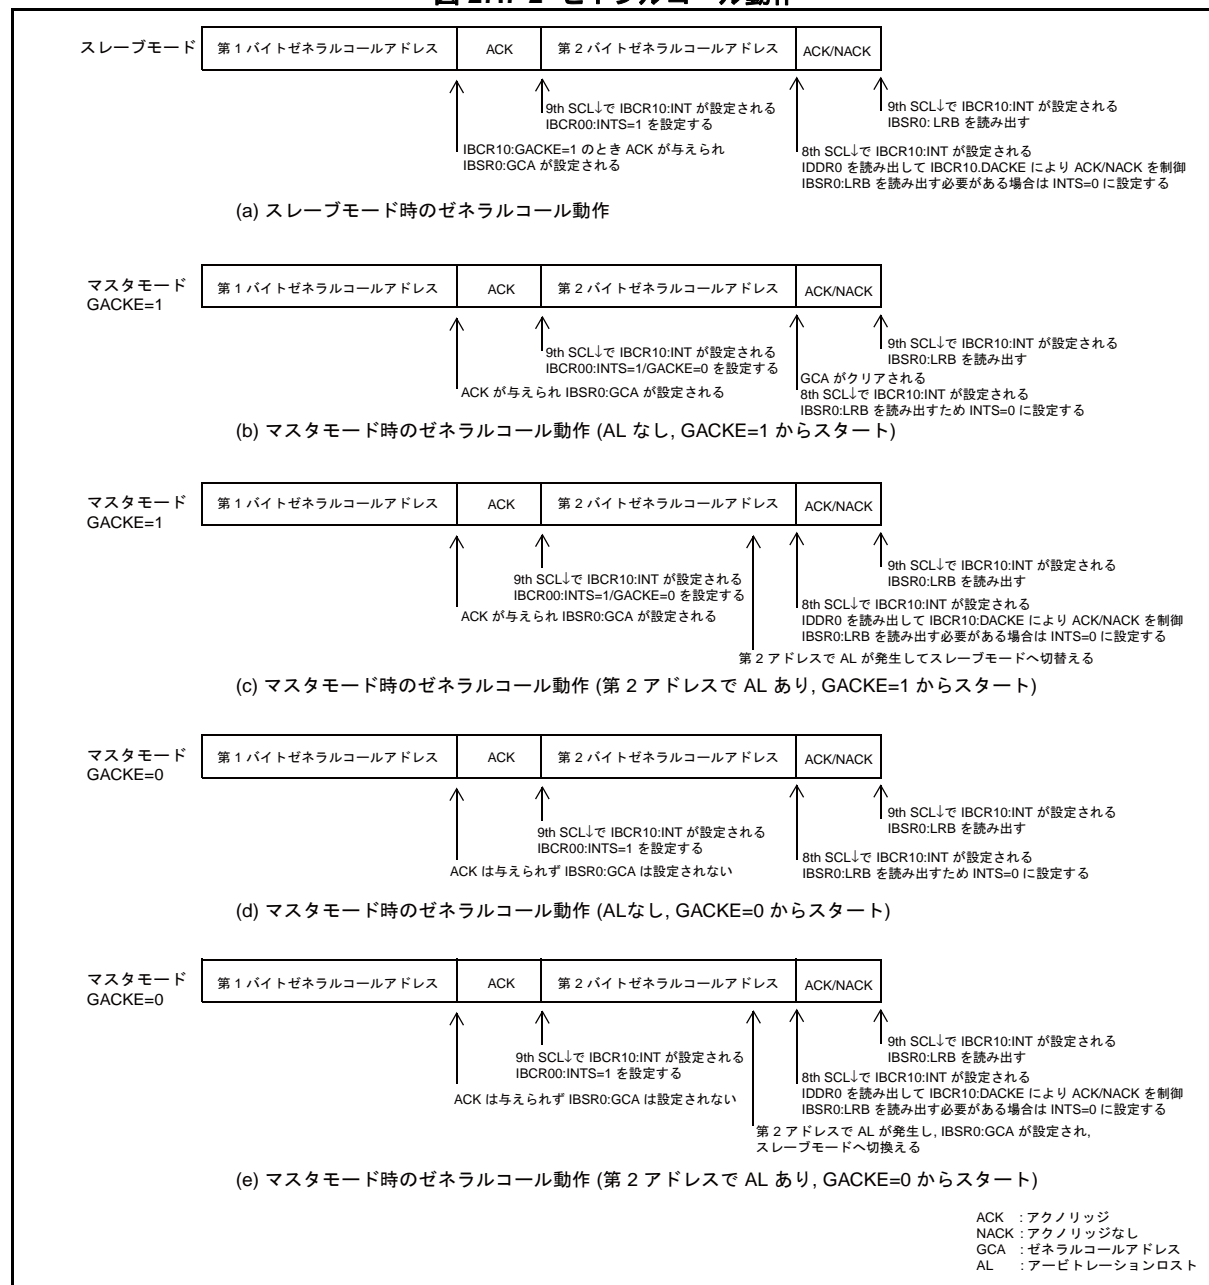 スレーブモード
第 1 バイトゼネラルコールアドレス
ACK
第 2 バイトゼネラルコールアドレス
ACK/NACK
9th SCL↓で IBCR10:INT が設定される
IBCR00:INTS=1 を設定する
9th SCL↓で IBCR10:INT が設定される
IBSR0: LRB を読み出す
IBCR10:GACKE=1 のとき ACK が与えられ
IBSR0:GCA が設定される
8th SCL↓で IBCR10:INT が設定される
IDDR0 を読み出して IBCR10.DACKE により ACK/NACK を制御
IBSR0:LRB を読み出す必要がある場合は INTS=0 に設定する
(a) スレーブモード時のゼネラルコール動作
マスタモード
GACKE=1
第 1 バイトゼネラルコールアドレス
ACK
第 2 バイトゼネラルコールアドレス
ACK/NACK
9th SCL↓で IBCR10:INT が設定される
IBCR00:INTS=1/GACKE=0 を設定する
9th SCL↓で IBCR10:INT が設定される
IBSR0:LRB を読み出す
ACK が与えられ IBSR0:GCA が設定される
GCA がクリアされる
8th SCL↓で IBCR10:INT が設定される
IBSR0:LRB を読み出すため INTS=0 に設定する
(b) マスタモード時のゼネラルコール動作 (AL なし, GACKE=1 からスタート)
マスタモード
GACKE=1
第 1 バイトゼネラルコールアドレス
ACK
第 2 バイトゼネラルコールアドレス
ACK/NACK
9th SCL↓で IBCR10:INT が設定される
IBCR00:INTS=1/GACKE=0 を設定する
9th SCL↓で IBCR10:INT が設定される
IBSR0:LRB を読み出す
ACK が与えられ IBSR0:GCA が設定される
8th SCL↓で IBCR10:INT が設定される
IDDR0 を読み出して IBCR10:DACKE により ACK/NACK を制御
IBSR0:LRB を読み出す必要がある場合は INTS=0 に設定する
第 2 アドレスで AL が発生してスレーブモードへ切替える
(c) マスタモード時のゼネラルコール動作 (第 2 アドレスで AL あり, GACKE=1 からスタート)
マスタモード
GACKE=0
第 1 バイトゼネラルコールアドレス
ACK
第 2 バイトゼネラルコールアドレス
ACK/NACK
9th SCL↓で IBCR10:INT が設定される
IBCR00:INTS=1 を設定する
9th SCL↓で IBCR10:INT が設定される
IBSR0:LRB を読み出す
ACK は与えられず IBSR0:GCA は設定されない
8th SCL↓で IBCR10:INT が設定される
IBSR0:LRB を読み出すため INTS=0 に設定する
(d) マスタモード時のゼネラルコール動作 (ALなし, GACKE=0 からスタート)
マスタモード
GACKE=0
第 1 バイトゼネラルコールアドレス
ACK
第 2 バイトゼネラルコールアドレス
ACK/NACK
9th SCL↓で IBCR10:INT が設定される
IBCR00:INTS=1 を設定する
9th SCL↓で IBCR10:INT が設定される
IBSR0:LRB を読み出す
ACK は与えられず IBSR0:GCA は設定されない
8th SCL↓で IBCR10:INT が設定される
IDDR0 を読み出して IBCR10:DACKE により ACK/NACK を制御
IBSR0:LRB を読み出す必要がある場合は INTS=0 に設定する
第 2 アドレスで AL が発生し, IBSR0:GCA が設定され,
スレーブモードへ切換える
(e) マスタモード時のゼネラルコール動作 (第 2 アドレスで AL あり, GACKE=0 からスタート)
ACK : アクノリッジ
NACK : アクノリッジなし
GCA : ゼネラルコールアドレス
AL : アービトレーションロスト